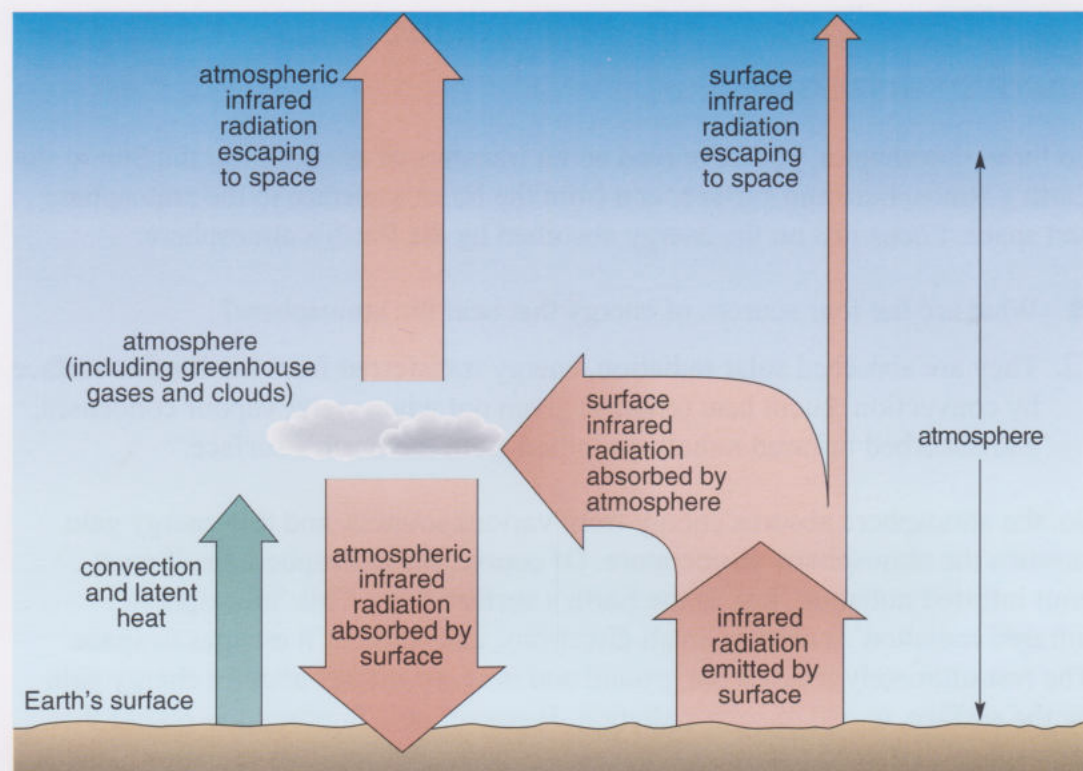 atmospheric
infrared
radiation
escaping
to space
surface
infrared
radiation
escaping
to space
atmosphere
(including greenhouse
gases and clouds)
surface
infrared
radiation
absorbed by
atmosphere
atmosphere
convection
and latent
heat
atmospheric
infrared
radiation
absorbed by
surface
infrared
radiation
emitted by
surface
Earth's surface